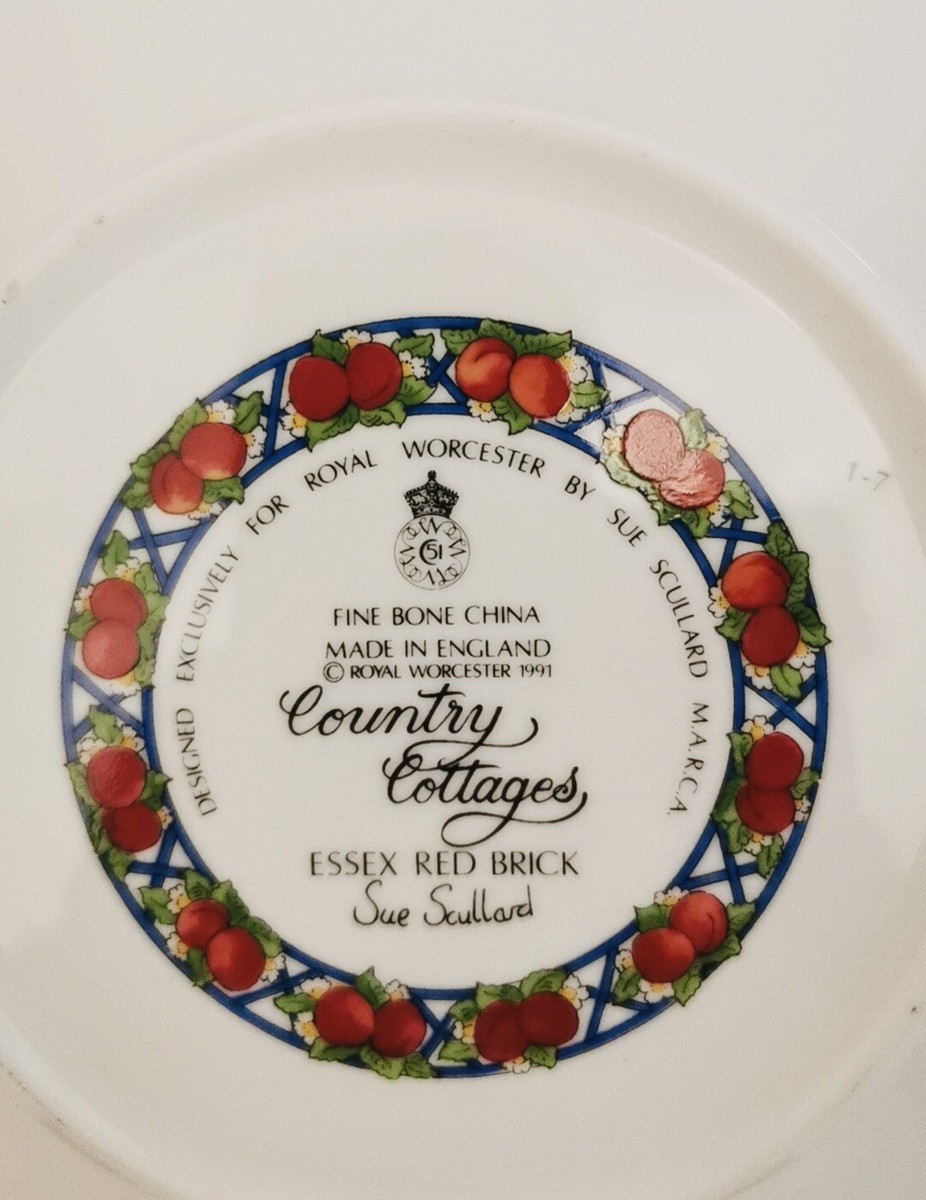 DESIGNED EXCLUSIVELY FOR ROYAL WORCESTER BY SUE SCULLARD M.A.R.C.A.
C 51
FINE BONE CHINA
MADE IN ENGLAND
© ROYAL WORCESTER 1991
Country
Cottages
ESSEX RED BRICK
Sue Scullard
1-7